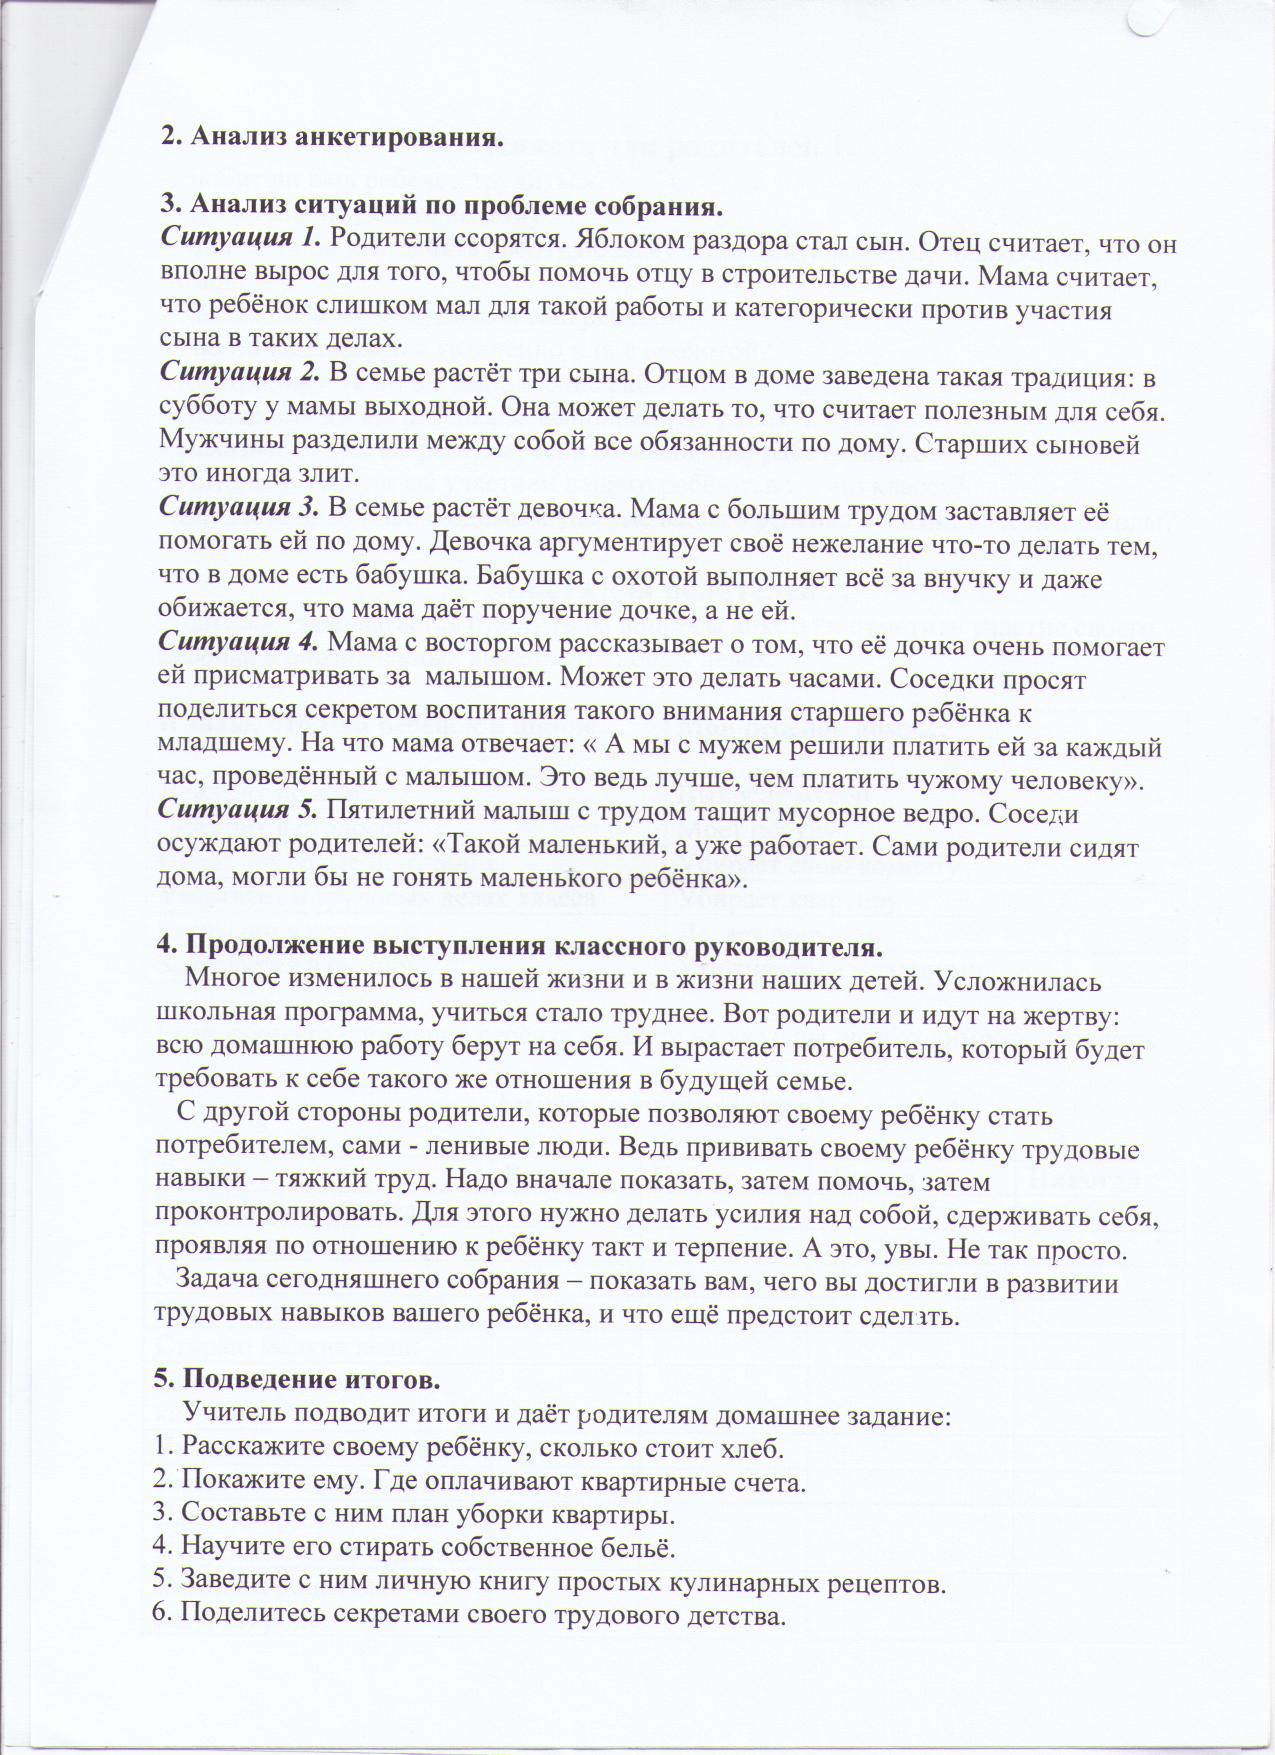 2. Анализ анкетирования.
3. Анализ ситуаций по проблеме собрания.
Ситуация 1. Родители ссорятся. Яблоком раздора стал сын. Отец считает, что он
вполне вырос для того, чтобы помочь отцу в строительстве дачи. Мама считает,
что ребёнок слишком мал для такой работы и категорически против участия
сына в таких делах.
Ситуация 2. В семье растёт три сына. Отцом в доме заведена такая традиция: в
субботу у мамы выходной. Она может делать то, что считает полезным для себя.
Мужчины разделили между собой все обязанности по дому. Старших сыновей
это иногда злит.
Ситуация 3. В семье растёт девочка. Мама с большим трудом заставляет её
помогать ей по дому. Девочка аргументирует своё нежелание что-то делать тем,
что в доме есть бабушка. Бабушка с охотой выполняет всё за внучку и даже
обижается, что мама даёт поручение дочке, а не ей.
Ситуация 4. Мама с восторгом рассказывает о том, что её дочка очень помогает
ей присматривать за малышом. Может это делать часами. Соседки просят
поделиться секретом воспитания такого внимания старшего ребёнка к
младшему. На что мама отвечает: « А мы с мужем решили платить ей за каждый
час, проведённый с малышом. Это ведь лучше, чем платить чужому человеку».
Ситуация 5. Пятилетний малыш с трудом тащит мусорное ведро. Соседи
осуждают родителей: «Такой маленький, а уже работает. Сами родители сидят
дома, могли бы не гонять маленького ребёнка».
4. Продолжение выступления классного руководителя.
Многое изменилось в нашей жизни и в жизни наших детей. Усложнилась
школьная программа, учиться стало труднее. Вот родители и идут на жертву:
всю домашнюю работу берут на себя. И вырастает потребитель, который будет
требовать к себе такого же отношения в будущей семье.
С другой стороны родители, которые позволяют своему ребёнку стать
потребителем, сами - ленивые люди. Ведь прививать своему ребёнку трудовые
навыки – тяжкий труд. Надо вначале показать, затем помочь, затем
проконтролировать. Для этого нужно делать усилия над собой, сдерживать себя,
проявляя по отношению к ребёнку такт и терпение. А это, увы. Не так просто.
Задача сегодняшнего собрания – показать вам, чего вы достигли в развитии
трудовых навыков вашего ребёнка, и что ещё предстоит сделать.
5. Подведение итогов.
Учитель подводит итоги и даёт родителям домашнее задание:
1. Расскажите своему ребёнку, сколько стоит хлеб.
2. Покажите ему. Где оплачивают квартирные счета.
3. Составьте с ним план уборки квартиры.
4. Научите его стирать собственное бельё.
5. Заведите с ним личную книгу простых кулинарных рецептов.
6. Поделитесь секретами своего трудового детства.